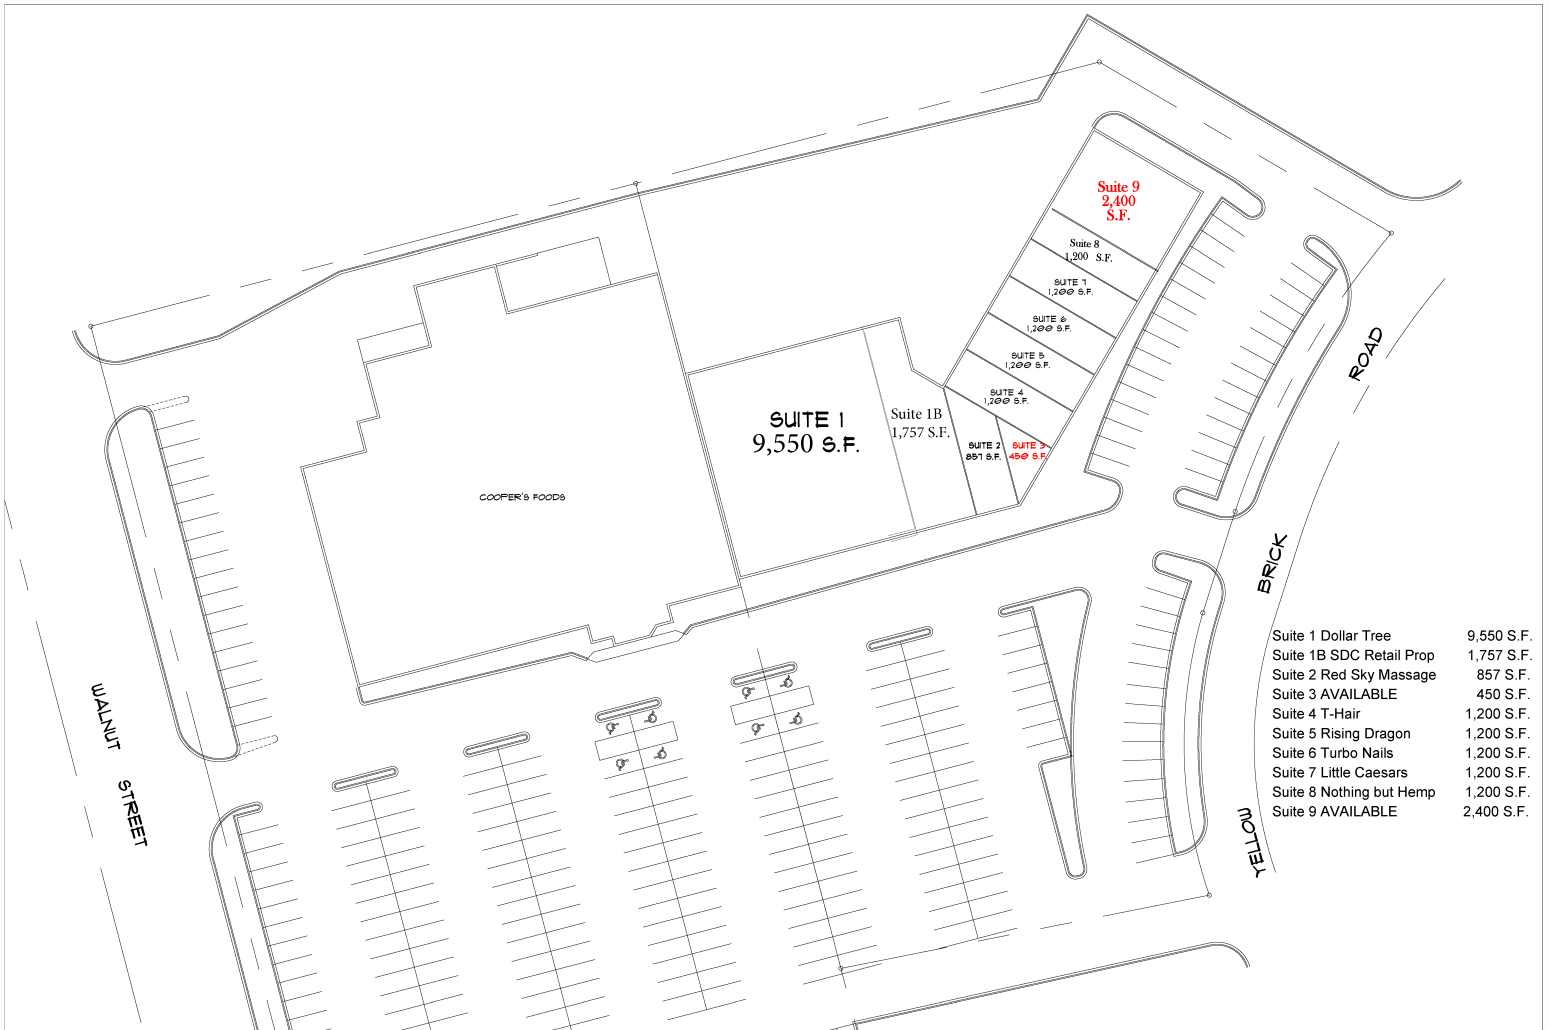 Suite 9
2,400
S.F.
Suite 8
1,200 S.F.
SUITE 7
1,200 S.F.
SUITE 6
1,200 S.F.
SUITE 5
1,200 S.F.
SUITE 4
1,200 S.F.
SUITE 1
9,550 S.F.
Suite 1B
1,757 S.F.
SUITE 2
857 S.F.
SUITE 3
450 S.F.
COOPER'S FOODS
WALNUT STREET
YELLOW
BRICK
ROAD
Suite 1 Dollar Tree 9,550 S.F.
Suite 1B SDC Retail Prop 1,757 S.F.
Suite 2 Red Sky Massage 857 S.F.
Suite 3 AVAILABLE 450 S.F.
Suite 4 T-Hair 1,200 S.F.
Suite 5 Rising Dragon 1,200 S.F.
Suite 6 Turbo Nails 1,200 S.F.
Suite 7 Little Caesars 1,200 S.F.
Suite 8 Nothing but Hemp 1,200 S.F.
Suite 9 AVAILABLE 2,400 S.F.